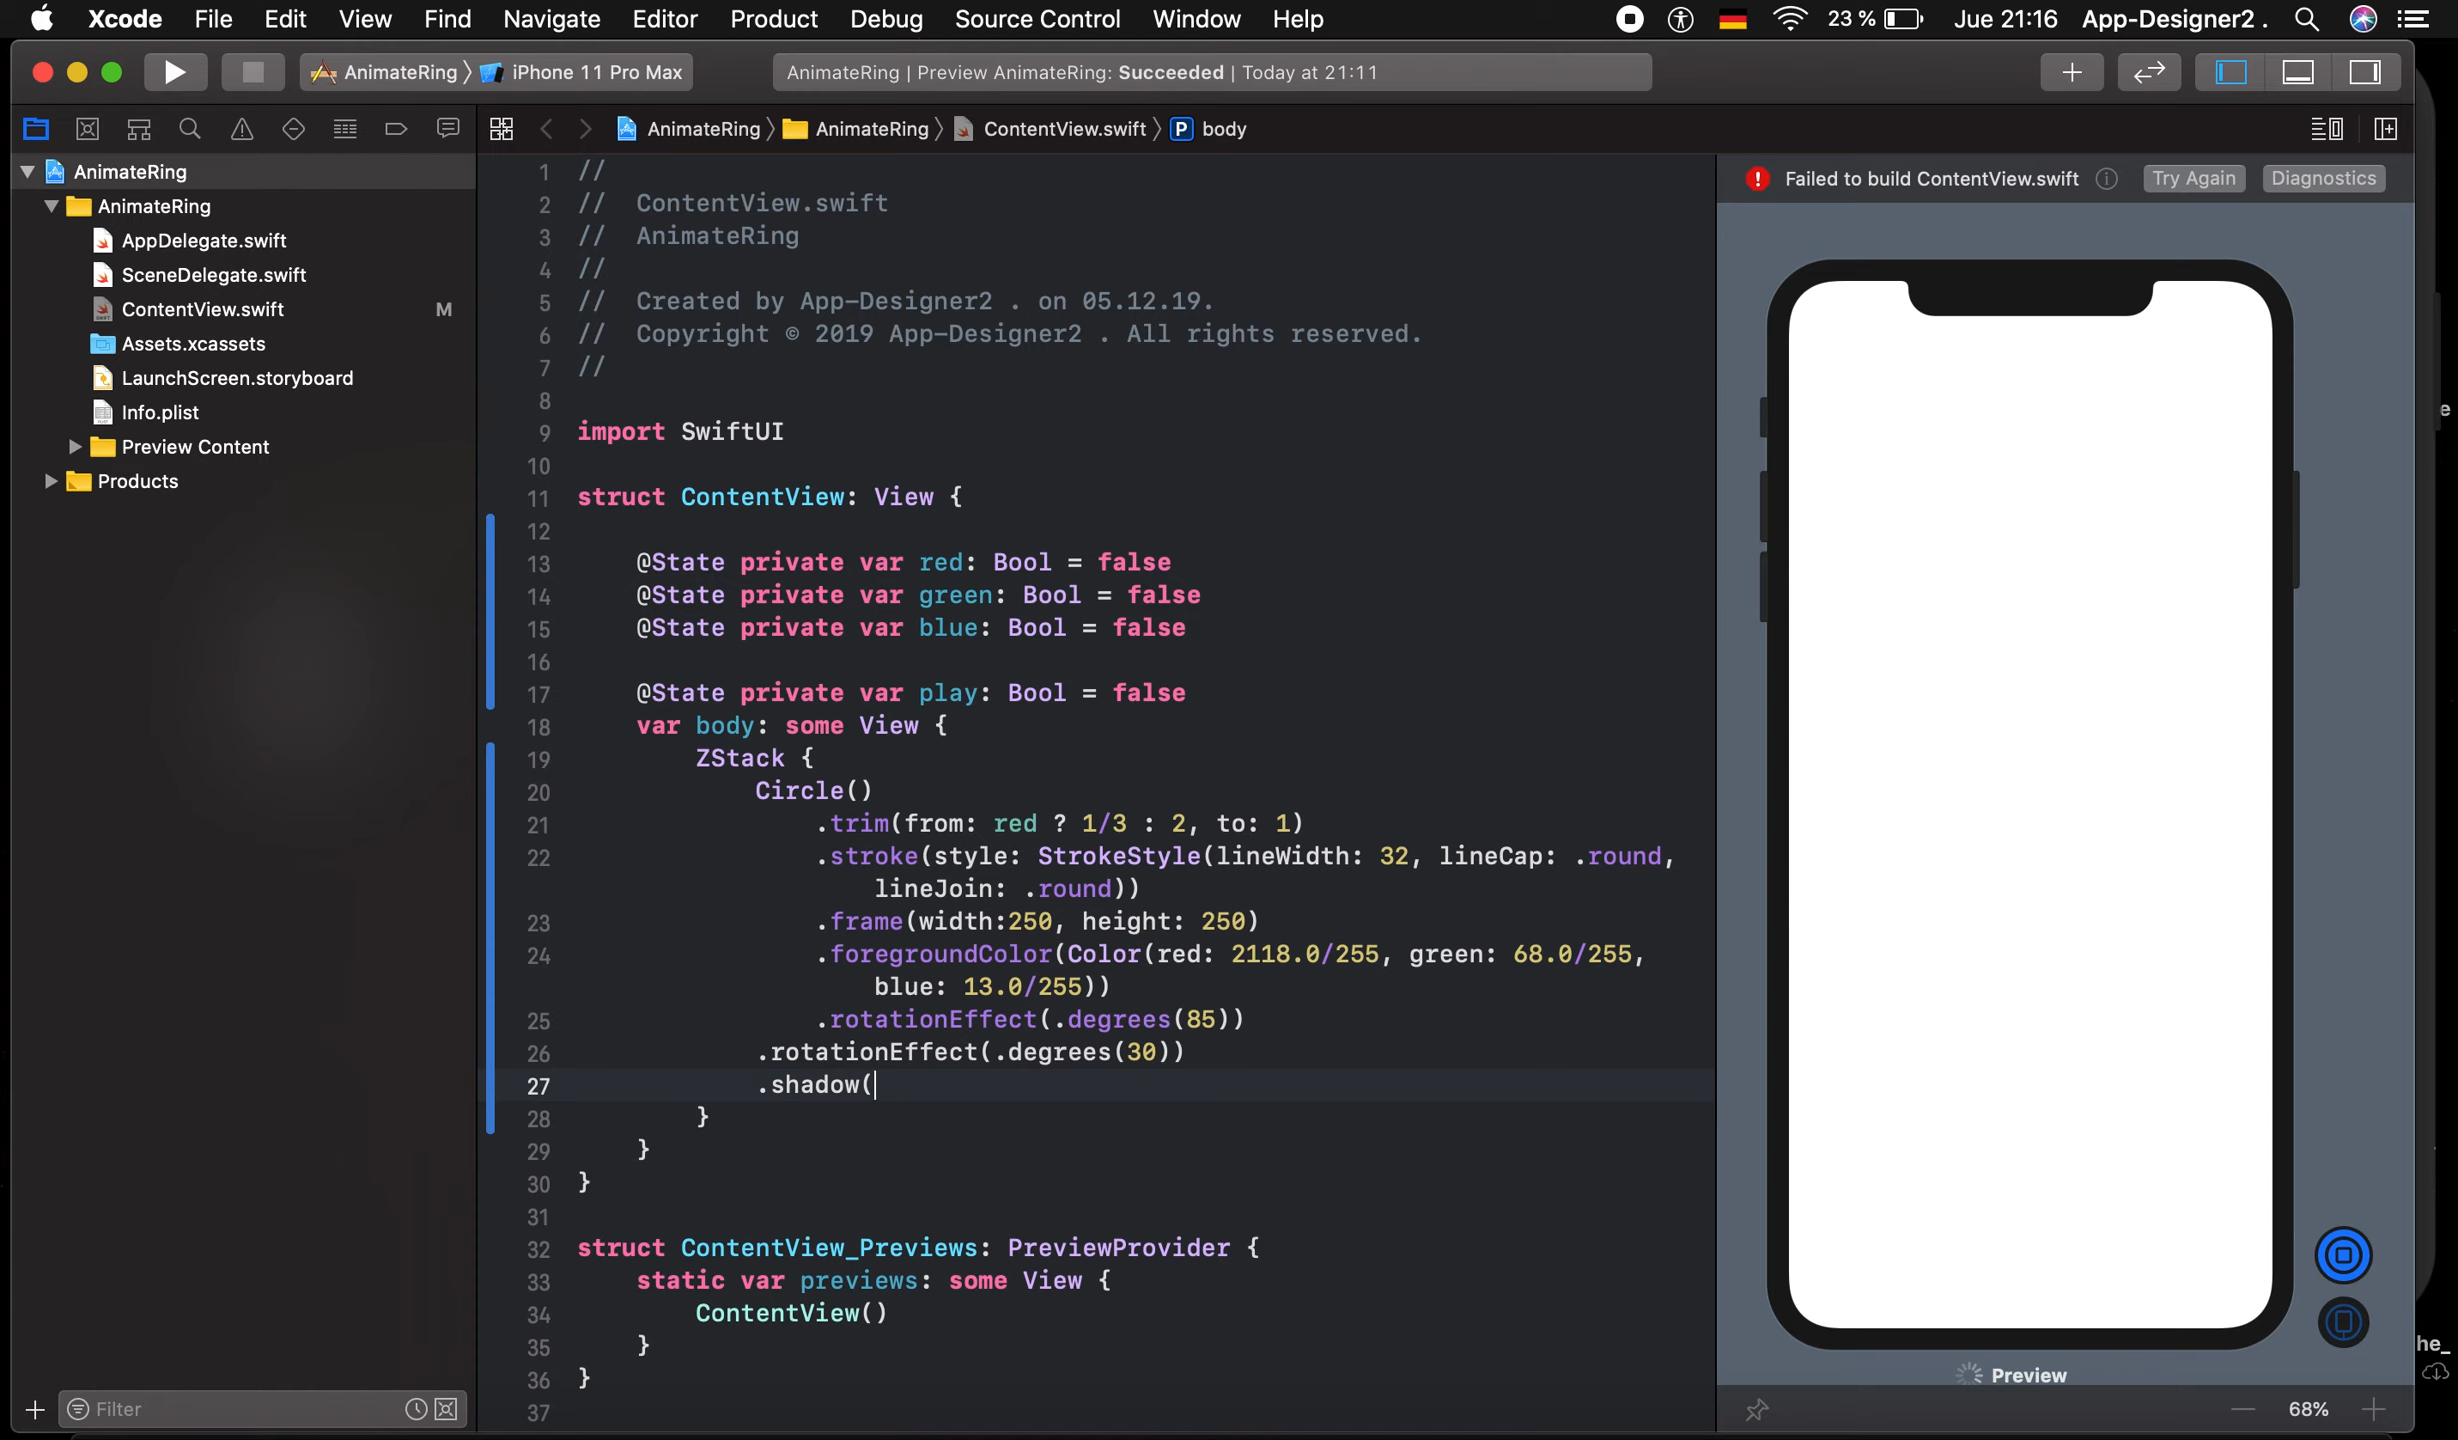 Xcode File Edit View Find Navigate Editor Product Debug Source Control Window Help 23 % Jue 21:16 App-Designer2 .
AnimateRing 〉 iPhone 11 Pro Max
AnimateRing | Preview AnimateRing: Succeeded | Today at 21:11
AnimateRing 〉 AnimateRing 〉 ContentView.swift 〉 P body
AnimateRing
AnimateRing
AppDelegate.swift
SceneDelegate.swift
ContentView.swift M
Assets.xcassets
LaunchScreen.storyboard
Info.plist
Preview Content
Products
Filter
1 //
2 //  ContentView.swift
3 //  AnimateRing
4 //
5 //  Created by App-Designer2 . on 05.12.19.
6 //  Copyright © 2019 App-Designer2 . All rights reserved.
7 //
8
9 import SwiftUI
10
11 struct ContentView: View {
12
13     @State private var red: Bool = false
14     @State private var green: Bool = false
15     @State private var blue: Bool = false
16
17     @State private var play: Bool = false
18     var body: some View {
19         ZStack {
20             Circle()
21                 .trim(from: red ? 1/3 : 2, to: 1)
22                 .stroke(style: StrokeStyle(lineWidth: 32, lineCap: .round,
                    lineJoin: .round))
23                 .frame(width:250, height: 250)
24                 .foregroundColor(Color(red: 2118.0/255, green: 68.0/255,
                    blue: 13.0/255))
25                 .rotationEffect(.degrees(85))
26             .rotationEffect(.degrees(30))
27             .shadow(
28         }
29     }
30 }
31
32 struct ContentView_Previews: PreviewProvider {
33     static var previews: some View {
34         ContentView()
35     }
36 }
37
Failed to build ContentView.swift Try Again Diagnostics
Preview
68%
e
he_